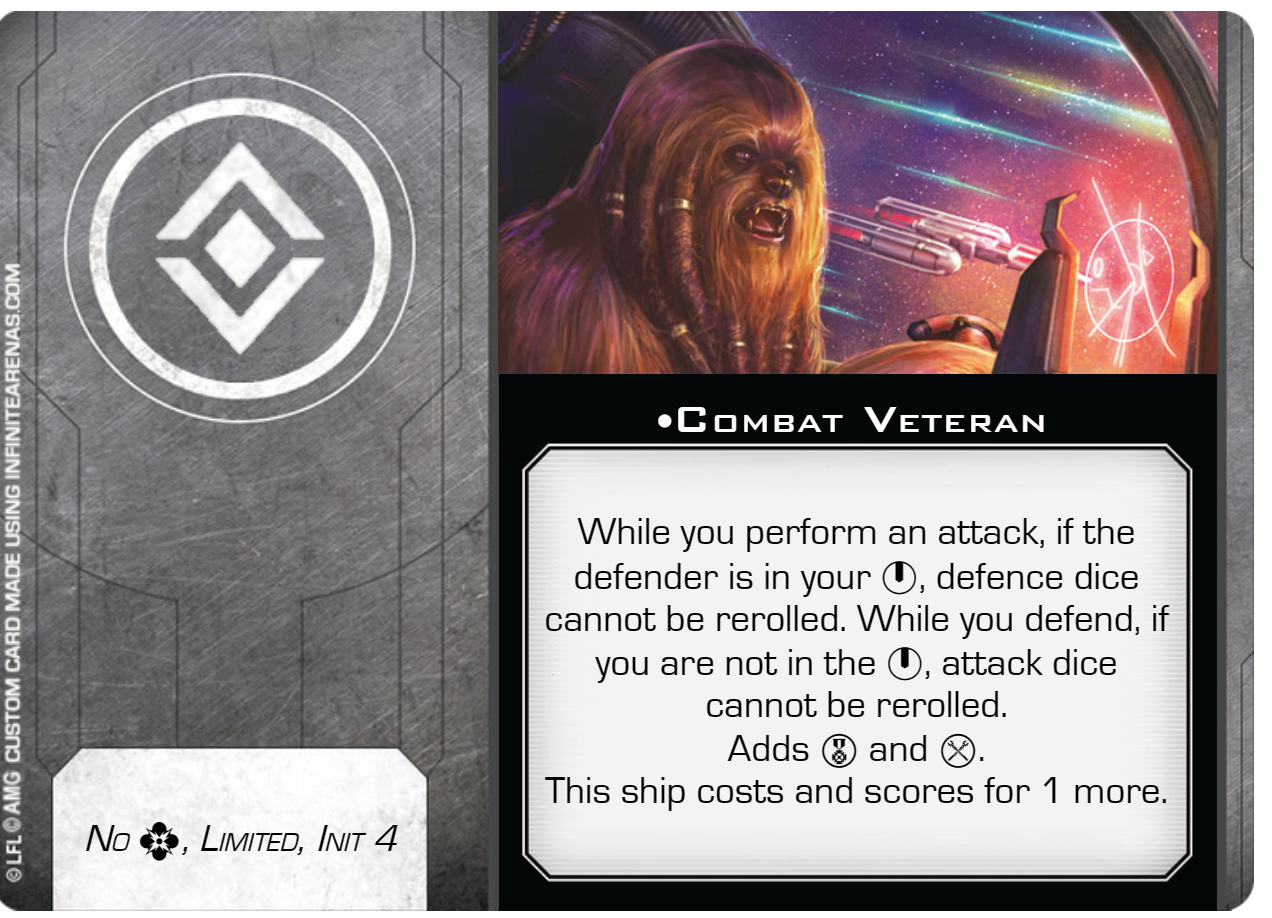 •COMBAT VETERAN
While you perform an attack, if the
defender is in your , defence dice
cannot be rerolled. While you defend, if
you are not in the , attack dice
cannot be rerolled.
Adds and .
This ship costs and scores for 1 more.
NO , LIMITED, INIT 4
©LFL ©AMG CUSTOM CARD MADE USING INFINITEARENAS.COM